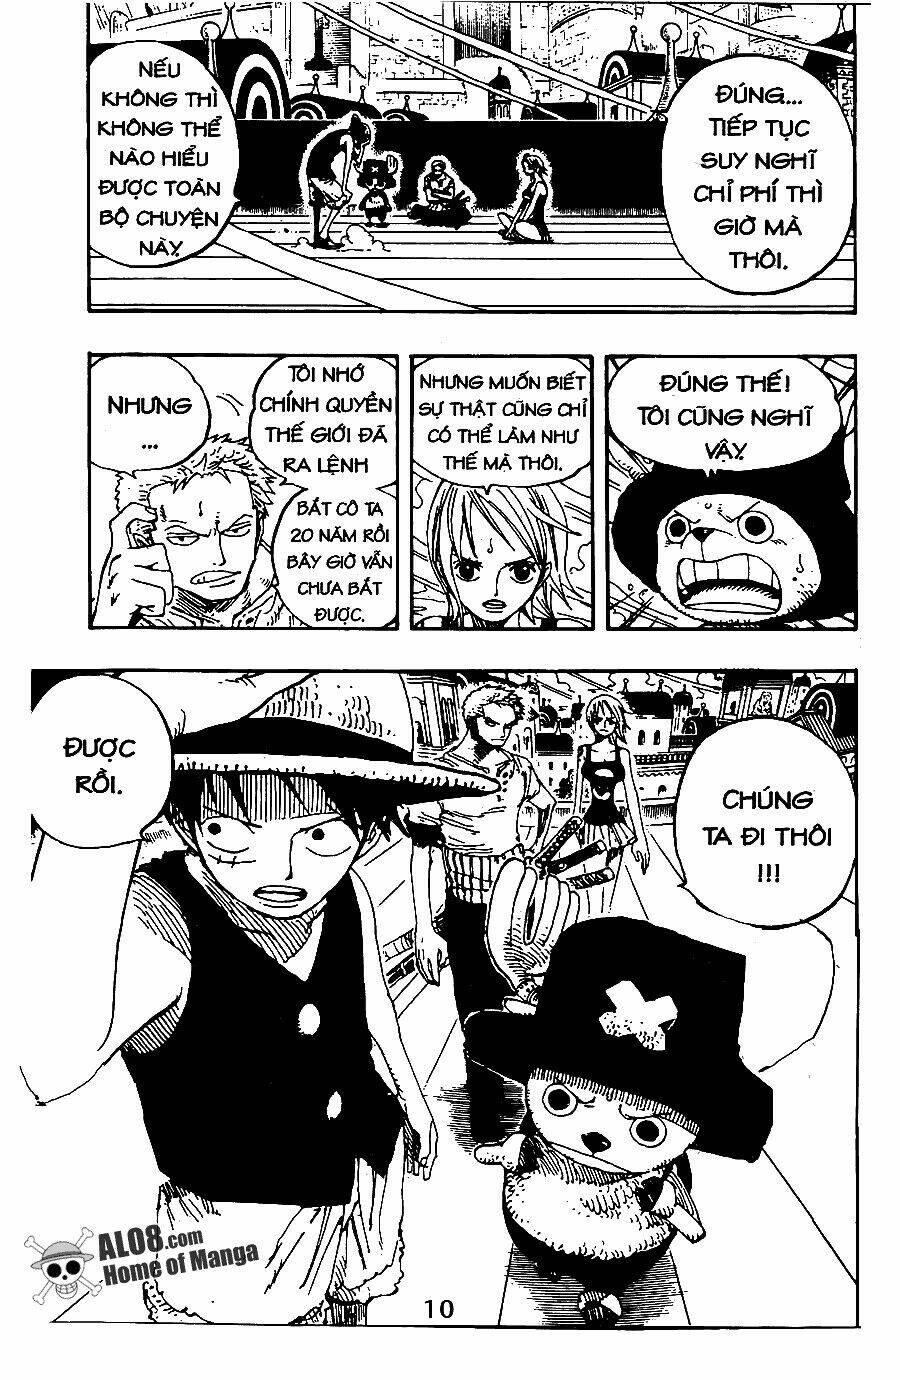 ĐÚNG...
TIẾP TỤC
SUY NGHĨ
CHỈ PHÍ THÌ
GIỜ MÀ
THÔI.
NẾU
KHÔNG THÌ
KHÔNG THỂ
NÀO HIỂU
ĐƯỢC TOÀN
BỘ CHUYỆN
NÀY.
ĐÚNG THẾ!
TÔI CŨNG NGHĨ
VẬY.
NHƯNG MUỐN BIẾT
SỰ THẬT CŨNG CHỈ
CÓ THỂ LÀM NHƯ
THẾ MÀ THÔI.
TÔI NHỚ
CHÍNH QUYỀN
THẾ GIỚI ĐÃ
RA LỆNH
BẮT CÔ TA
20 NĂM RỒI
BÂY GIỜ VẪN
CHƯA BẮT
ĐƯỢC.
NHƯNG
...
CHÚNG
TA ĐI THÔI
!!!
ĐƯỢC
RỒI.
ALO8.com
Home of Manga
10